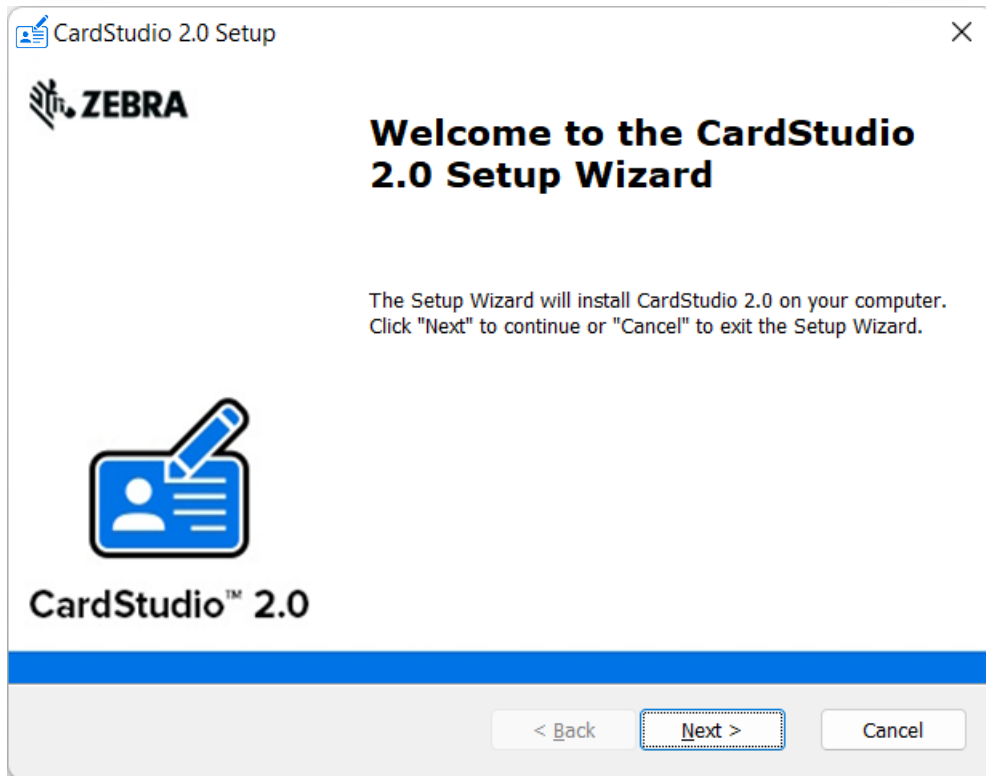 CardStudio 2.0 Setup
ZEBRA
Welcome to the CardStudio
2.0 Setup Wizard
The Setup Wizard will install CardStudio 2.0 on your computer.
Click "Next" to continue or "Cancel" to exit the Setup Wizard.
CardStudio™ 2.0
< Back
Next >
Cancel